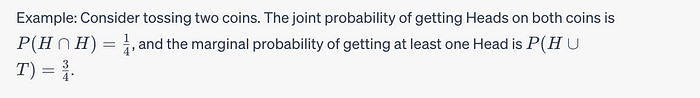 Example: Consider tossing two coins. The joint probability of getting Heads on both coins is
P(H ∩ H) = 1/4, and the marginal probability of getting at least one Head is P(H ∪
T) = 3/4.